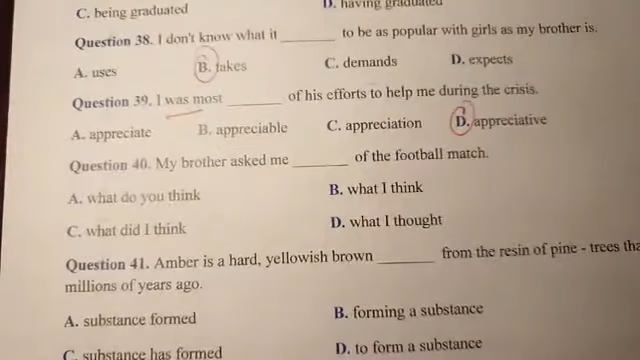 C. being graduated D. having graduated
Question 38. I don't know what it ______ to be as popular with girls as my brother is.
A. uses B. takes C. demands D. expects
Question 39. I was most ______ of his efforts to help me during the crisis.
A. appreciate B. appreciable C. appreciation D. appreciative
Question 40. My brother asked me ______ of the football match.
A. what do you think B. what I think
C. what did I think D. what I thought
Question 41. Amber is a hard, yellowish brown ______ from the resin of pine - trees tha
millions of years ago.
A. substance formed B. forming a substance
C. substance has formed D. to form a substance